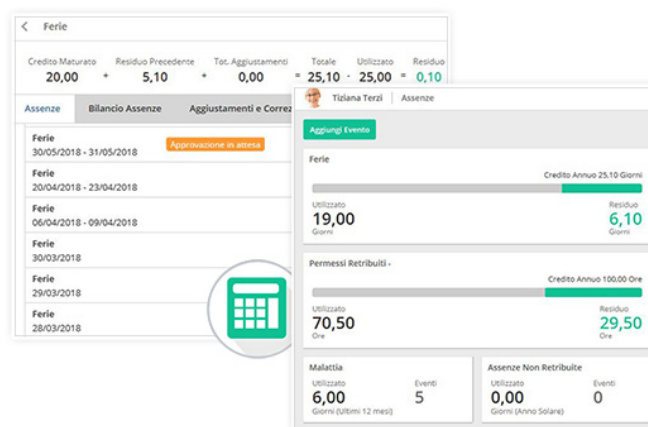 Ferie
Credito Maturato Residuo Precedente Tot. Aggiustamenti Totale Utilizzato Residuo
20,00 + 5,10 + 0,00 = 25,10 - 25,00 = 0,10
Assenze Bilancio Assenze Aggiustamenti e Correz
Ferie
30/05/2018 - 31/05/2018
Approvazione in attesa
Ferie
20/04/2018 - 23/04/2018
Ferie
06/04/2018 - 09/04/2018
Ferie
30/03/2018
Ferie
29/03/2018
Ferie
28/03/2018
Tiziana Terzi Assenze
Aggiungi Evento
Ferie
Credito Annuo 25,10 Giorni
Utilizzato Residuo
19,00 6,10
Giorni Giorni
Permessi Retribuiti -
Credito Annuo 100,00 Ore
Utilizzato Residuo
70,50 29,50
Ore Ore
Malattia
Utilizzato Eventi
6,00 5
Giorni (Ultimi 12 mesi)
Assenze Non Retribuite
Utilizzato Eventi
0,00 0
Giorni (Anno Solare)